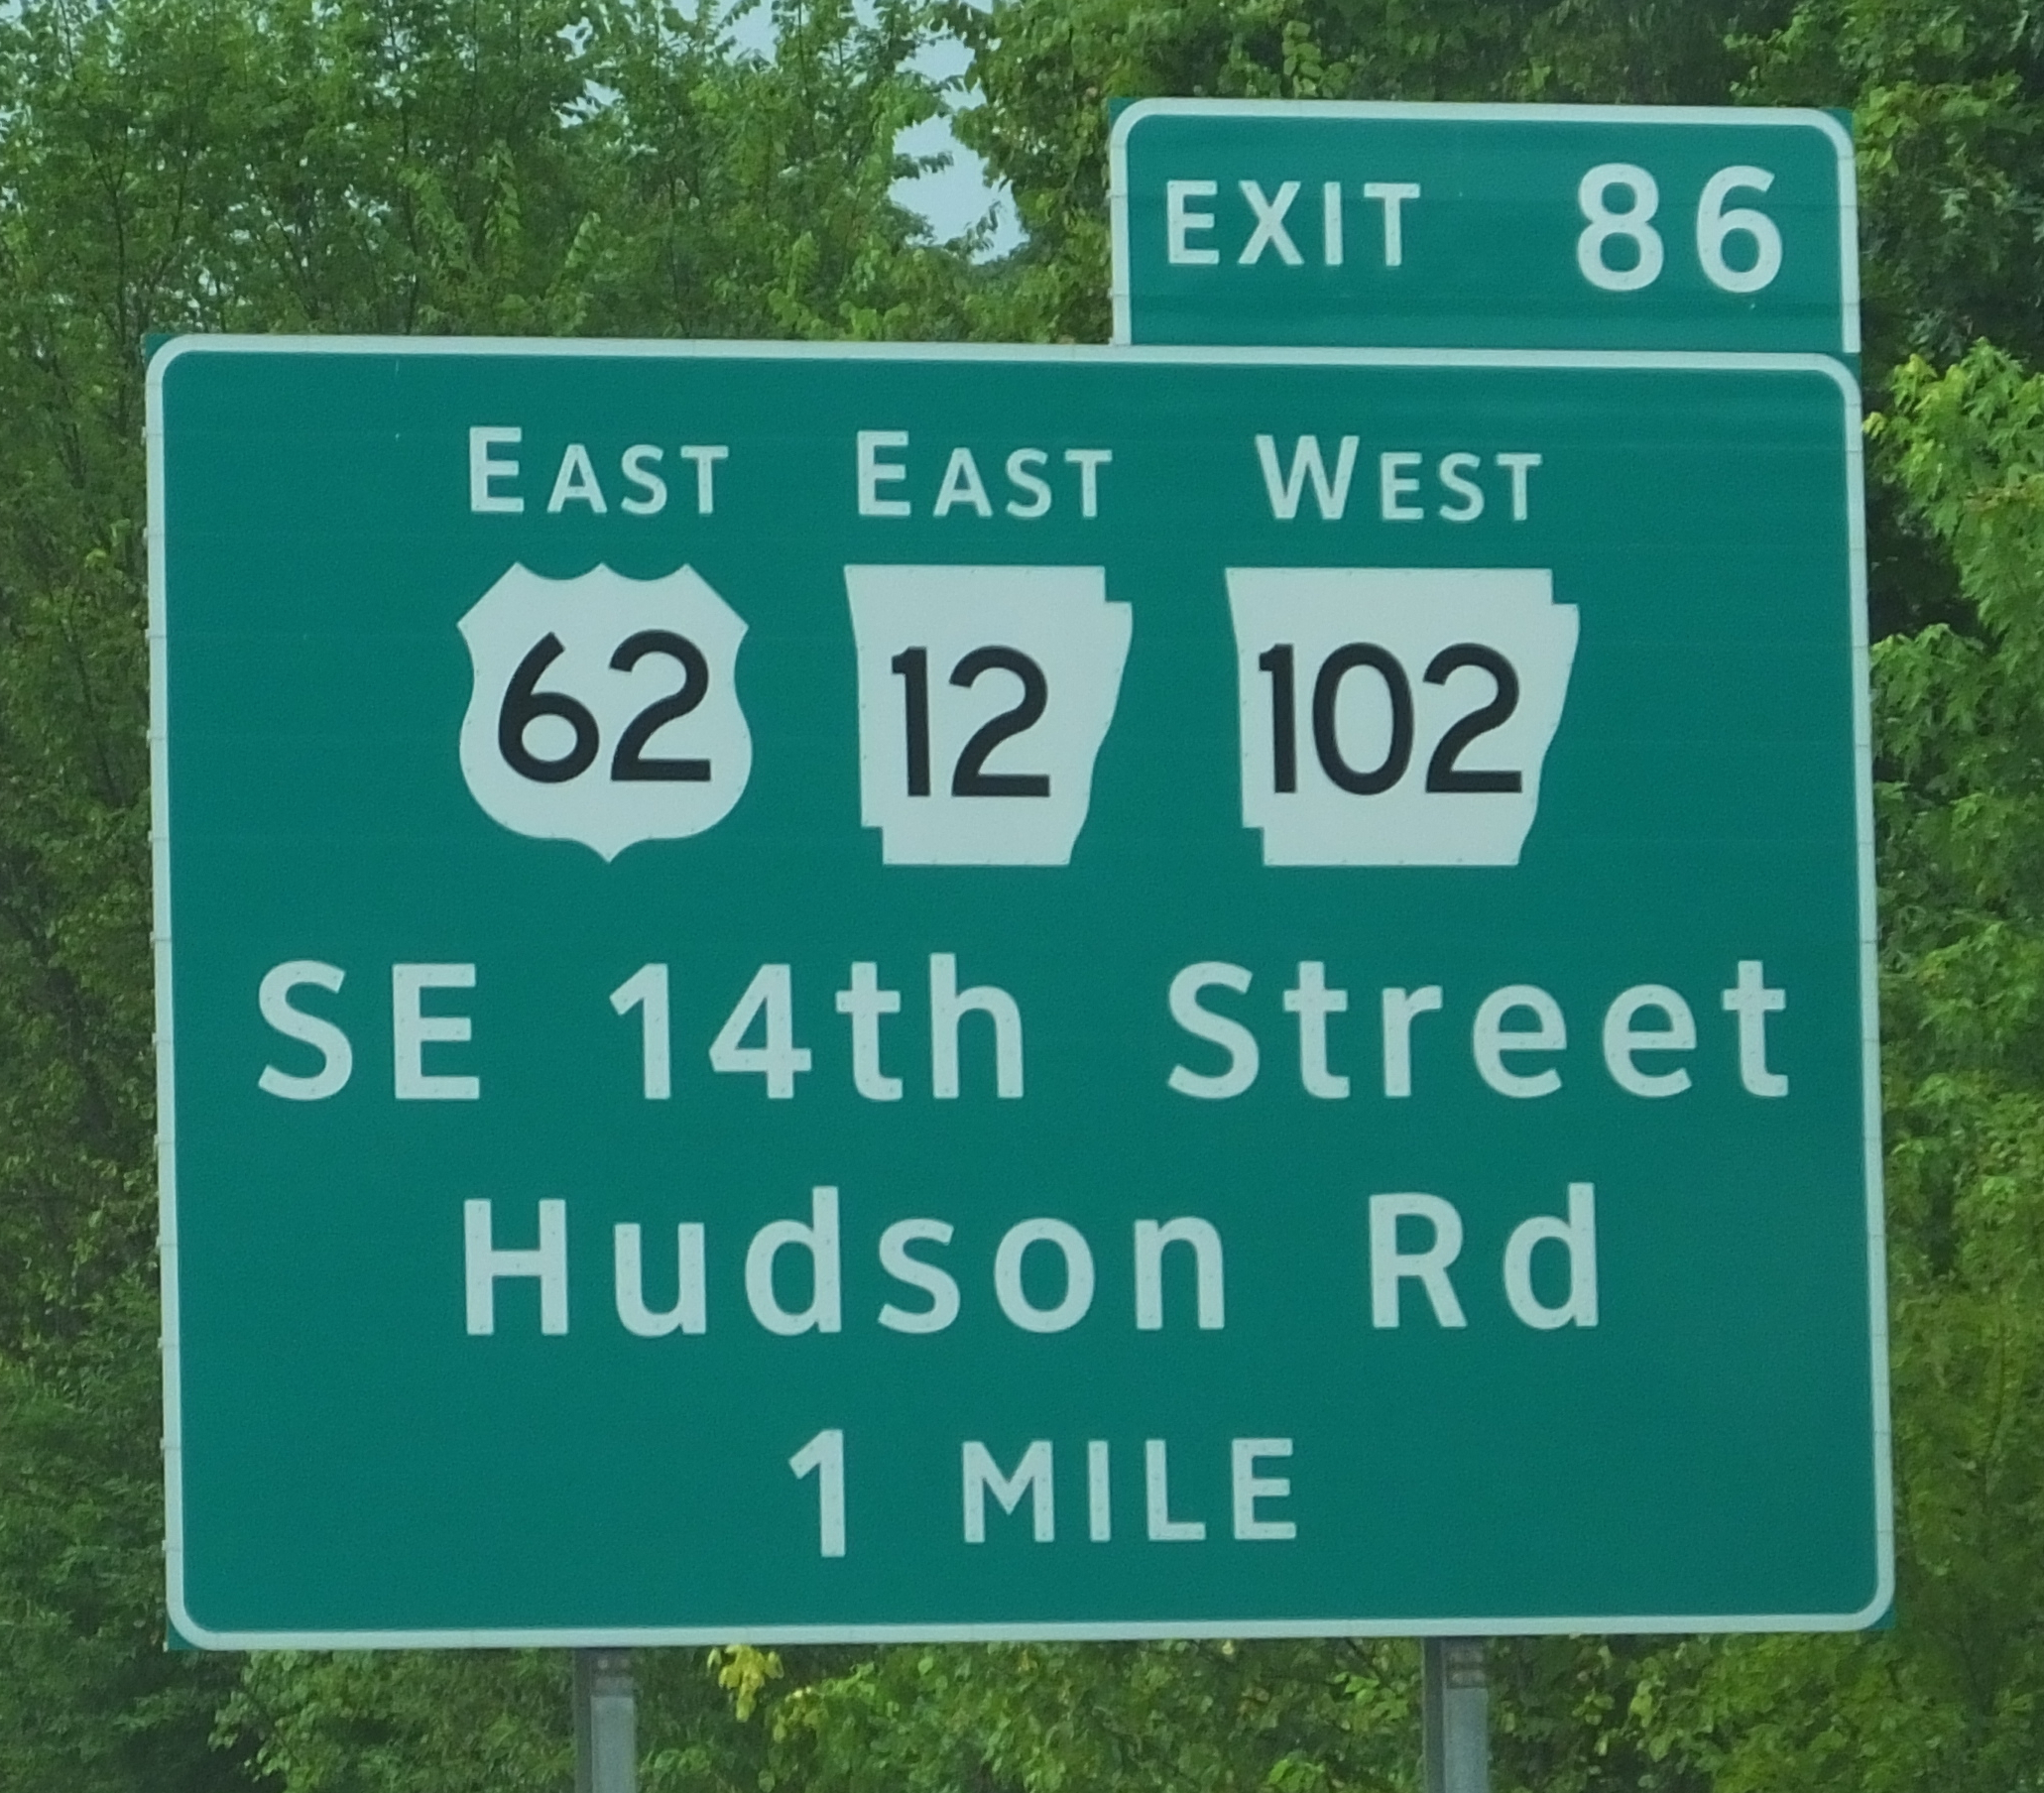 EXIT 86
EAST EAST WEST
62 12 102
SE 14th Street
Hudson Rd
1 MILE